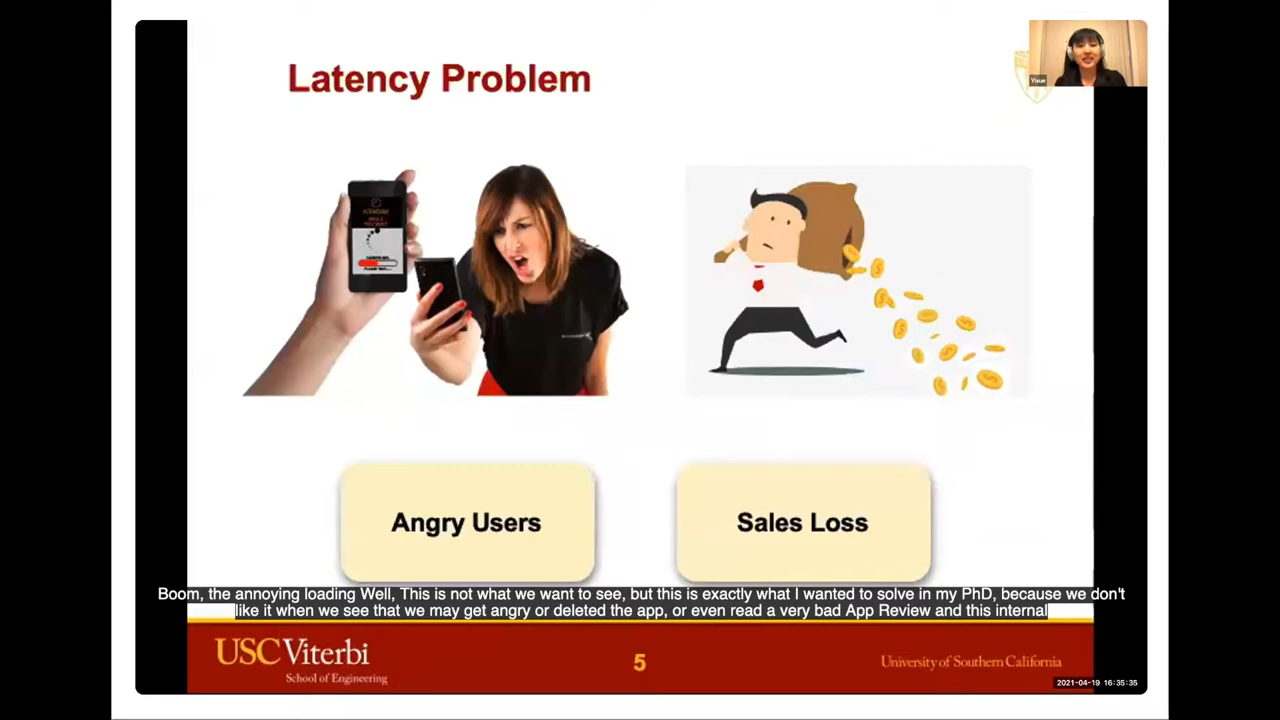 Latency Problem
Yixue
Angry Users
Sales Loss
Boom, the annoying loading Well, This is not what we want to see, but this is exactly what I wanted to solve in my PhD, because we don't
like it when we see that we may get angry or deleted the app, or even read a very bad App Review and this internal
USC Viterbi
School of Engineering
5
University of Southern California
2021-04-19 16:35:35